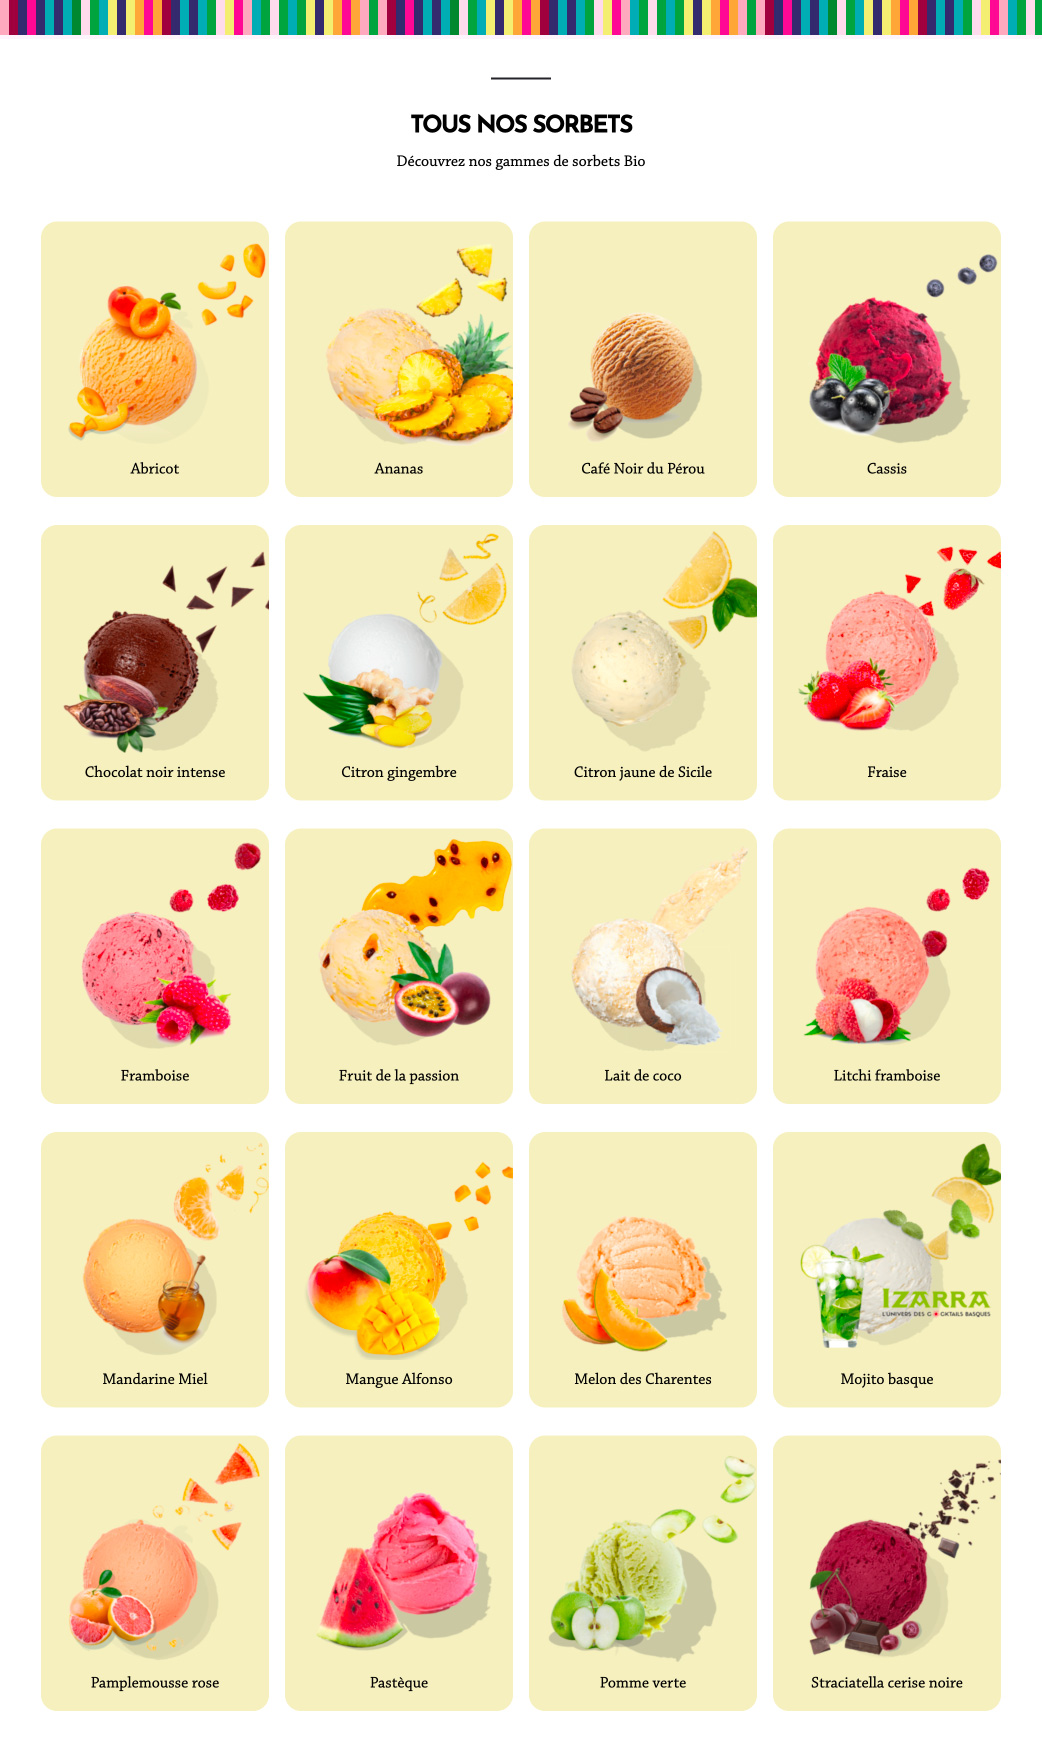 TOUS NOS SORBETS
Découvrez nos gammes de sorbets Bio
Abricot
Ananas
Café Noir du Pérou
Cassis
Chocolat noir intense
Citron gingembre
Citron jaune de Sicile
Fraise
Framboise
Fruit de la passion
Lait de coco
Litchi framboise
IZARRA
L'UNIVERS DES COCKTAILS BASQUES
Mandarine Miel
Mangue Alfonso
Melon des Charentes
Mojito basque
Pamplemousse rose
Pastèque
Pomme verte
Straciatella cerise noire